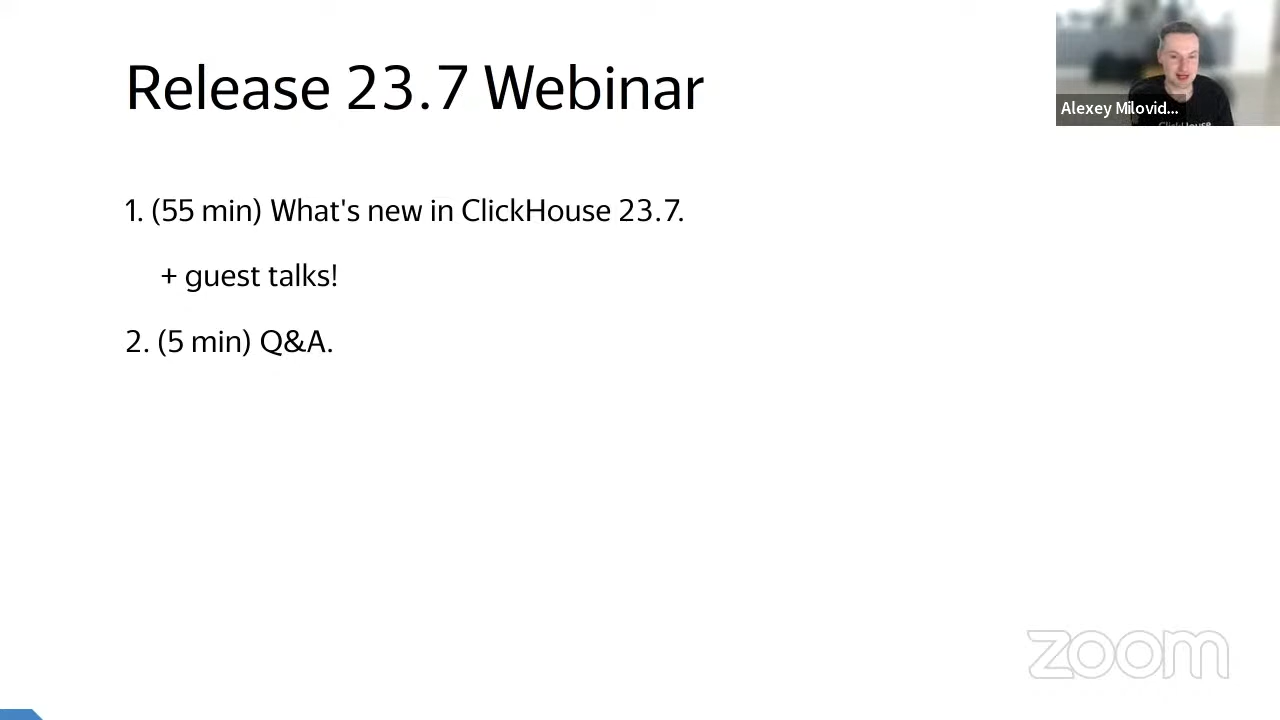 Release 23.7 Webinar
Alexey Milovid...
ClickHouse
1. (55 min) What's new in ClickHouse 23.7.
+ guest talks!
2. (5 min) Q&A.
zoom